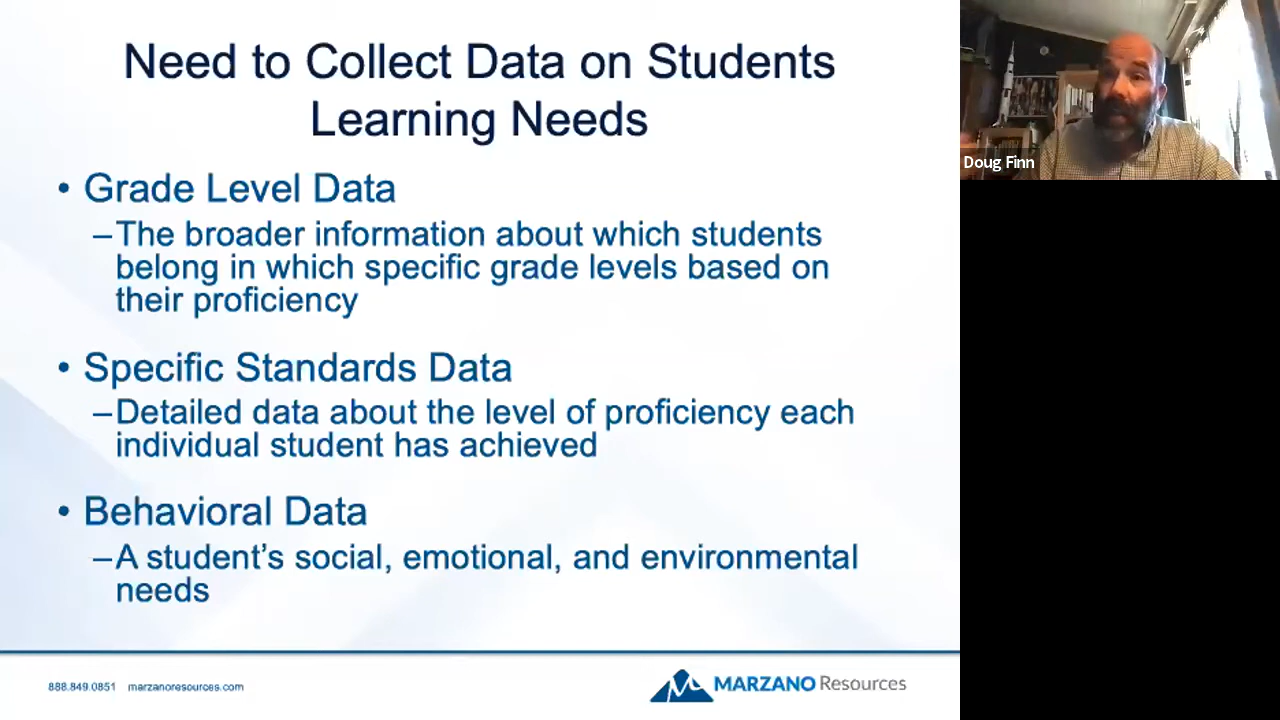 Need to Collect Data on Students
Learning Needs
• Grade Level Data
–The broader information about which students
belong in which specific grade levels based on
their proficiency
• Specific Standards Data
–Detailed data about the level of proficiency each
individual student has achieved
• Behavioral Data
–A student’s social, emotional, and environmental
needs
888.849.0851 marzanoresources.com
MARZANO Resources
Doug Finn